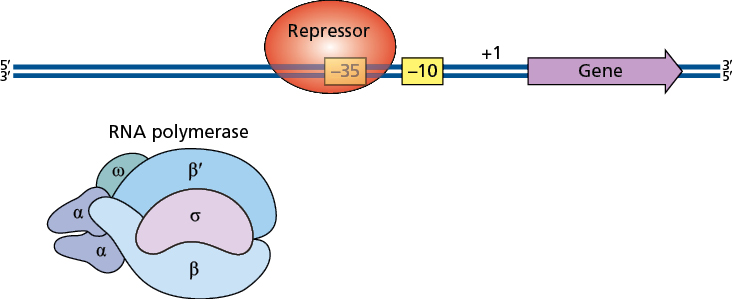 Repressor
+1
5′ –35 –10 Gene 3′
3′ 5′
RNA polymerase
ω β′
α σ
α β